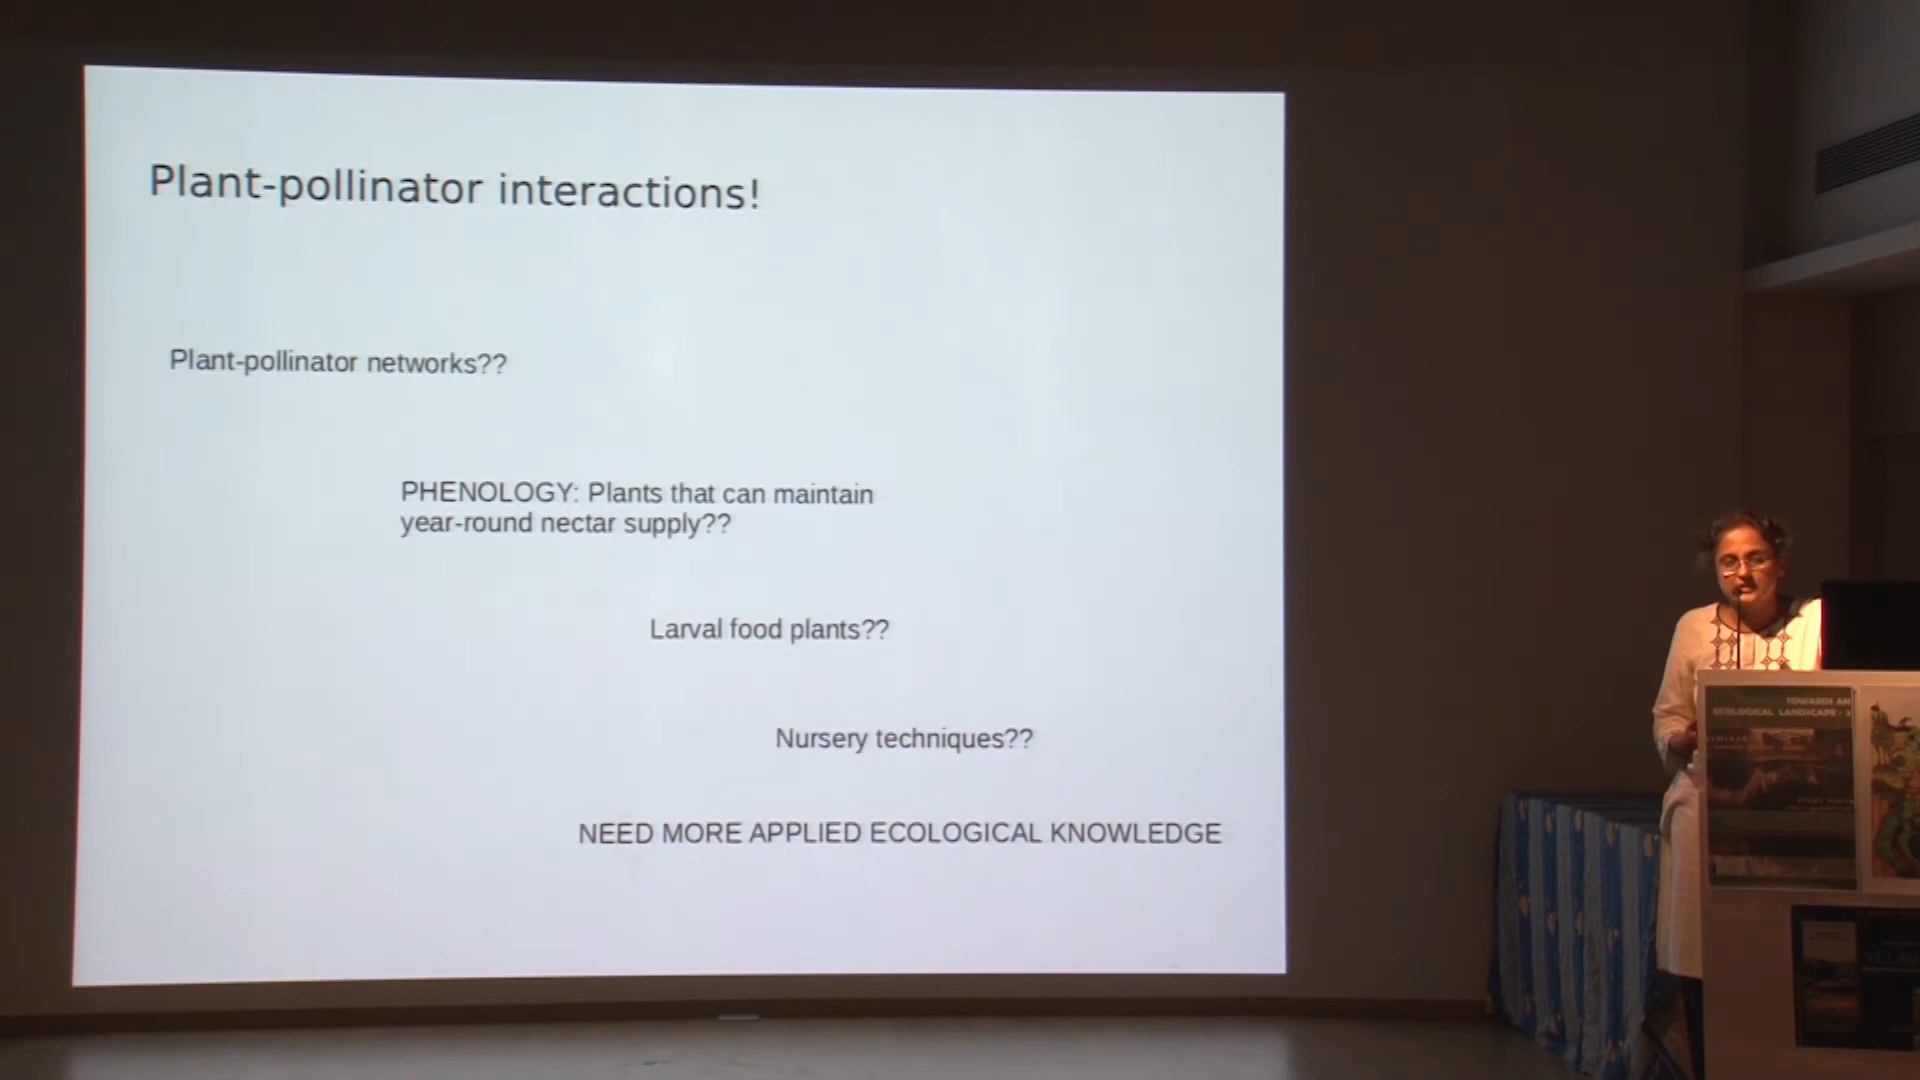 Plant-pollinator interactions!
Plant-pollinator networks??
PHENOLOGY: Plants that can maintain
year-round nectar supply??
Larval food plants??
Nursery techniques??
NEED MORE APPLIED ECOLOGICAL KNOWLEDGE
TOWARDS AN
ECOLOGICAL LANDSCAPE -